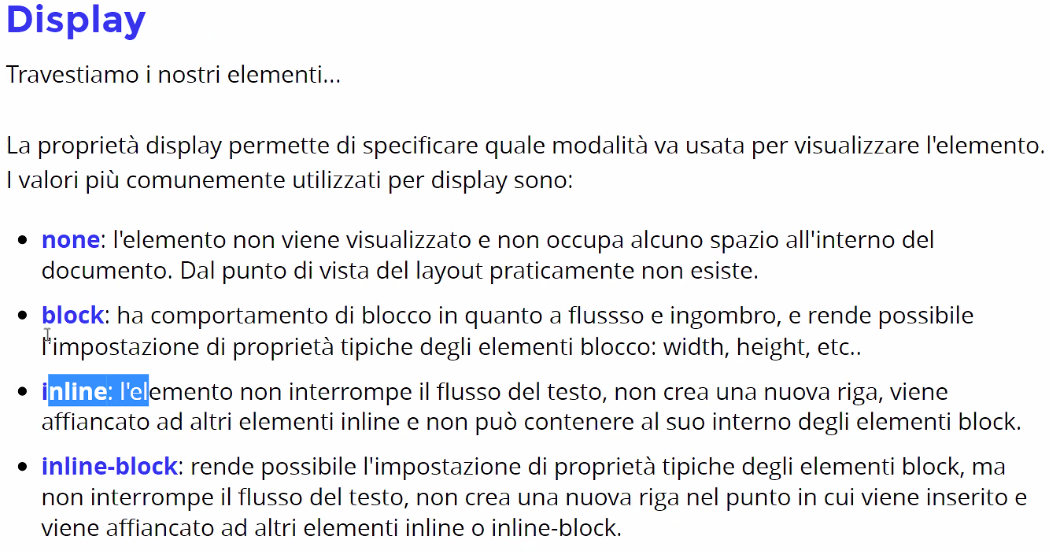 Display
Travestiamo i nostri elementi...
La proprietà display permette di specificare quale modalità va usata per visualizzare l'elemento.
I valori più comunemente utilizzati per display sono:
• none: l'elemento non viene visualizzato e non occupa alcuno spazio all'interno del
documento. Dal punto di vista del layout praticamente non esiste.
• block: ha comportamento di blocco in quanto a flussso e ingombro, e rende possibile
l'impostazione di proprietà tipiche degli elementi blocco: width, height, etc..
• inline: l'elemento non interrompe il flusso del testo, non crea una nuova riga, viene
affiancato ad altri elementi inline e non può contenere al suo interno degli elementi block.
• inline-block: rende possibile l'impostazione di proprietà tipiche degli elementi block, ma
non interrompe il flusso del testo, non crea una nuova riga nel punto in cui viene inserito e
viene affiancato ad altri elementi inline o inline-block.